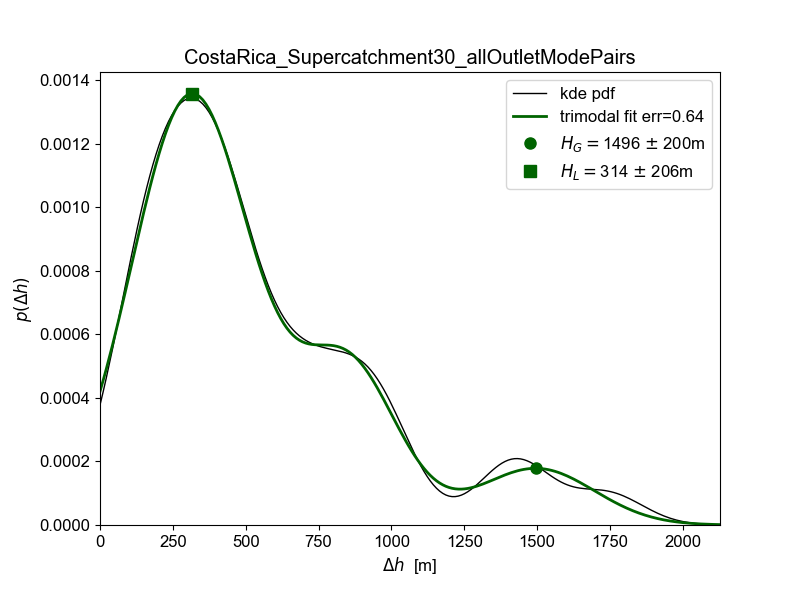 CostaRica_Supercatchment30_allOutletModePairs
kde pdf
trimodal fit err=0.64
H_G = 1496 ± 200m
H_L = 314 ± 206m
0.0014
0.0012
0.0010
0.0008
0.0006
0.0004
0.0002
0.0000
p(Δh)
0 250 500 750 1000 1250 1500 1750 2000
Δh [m]